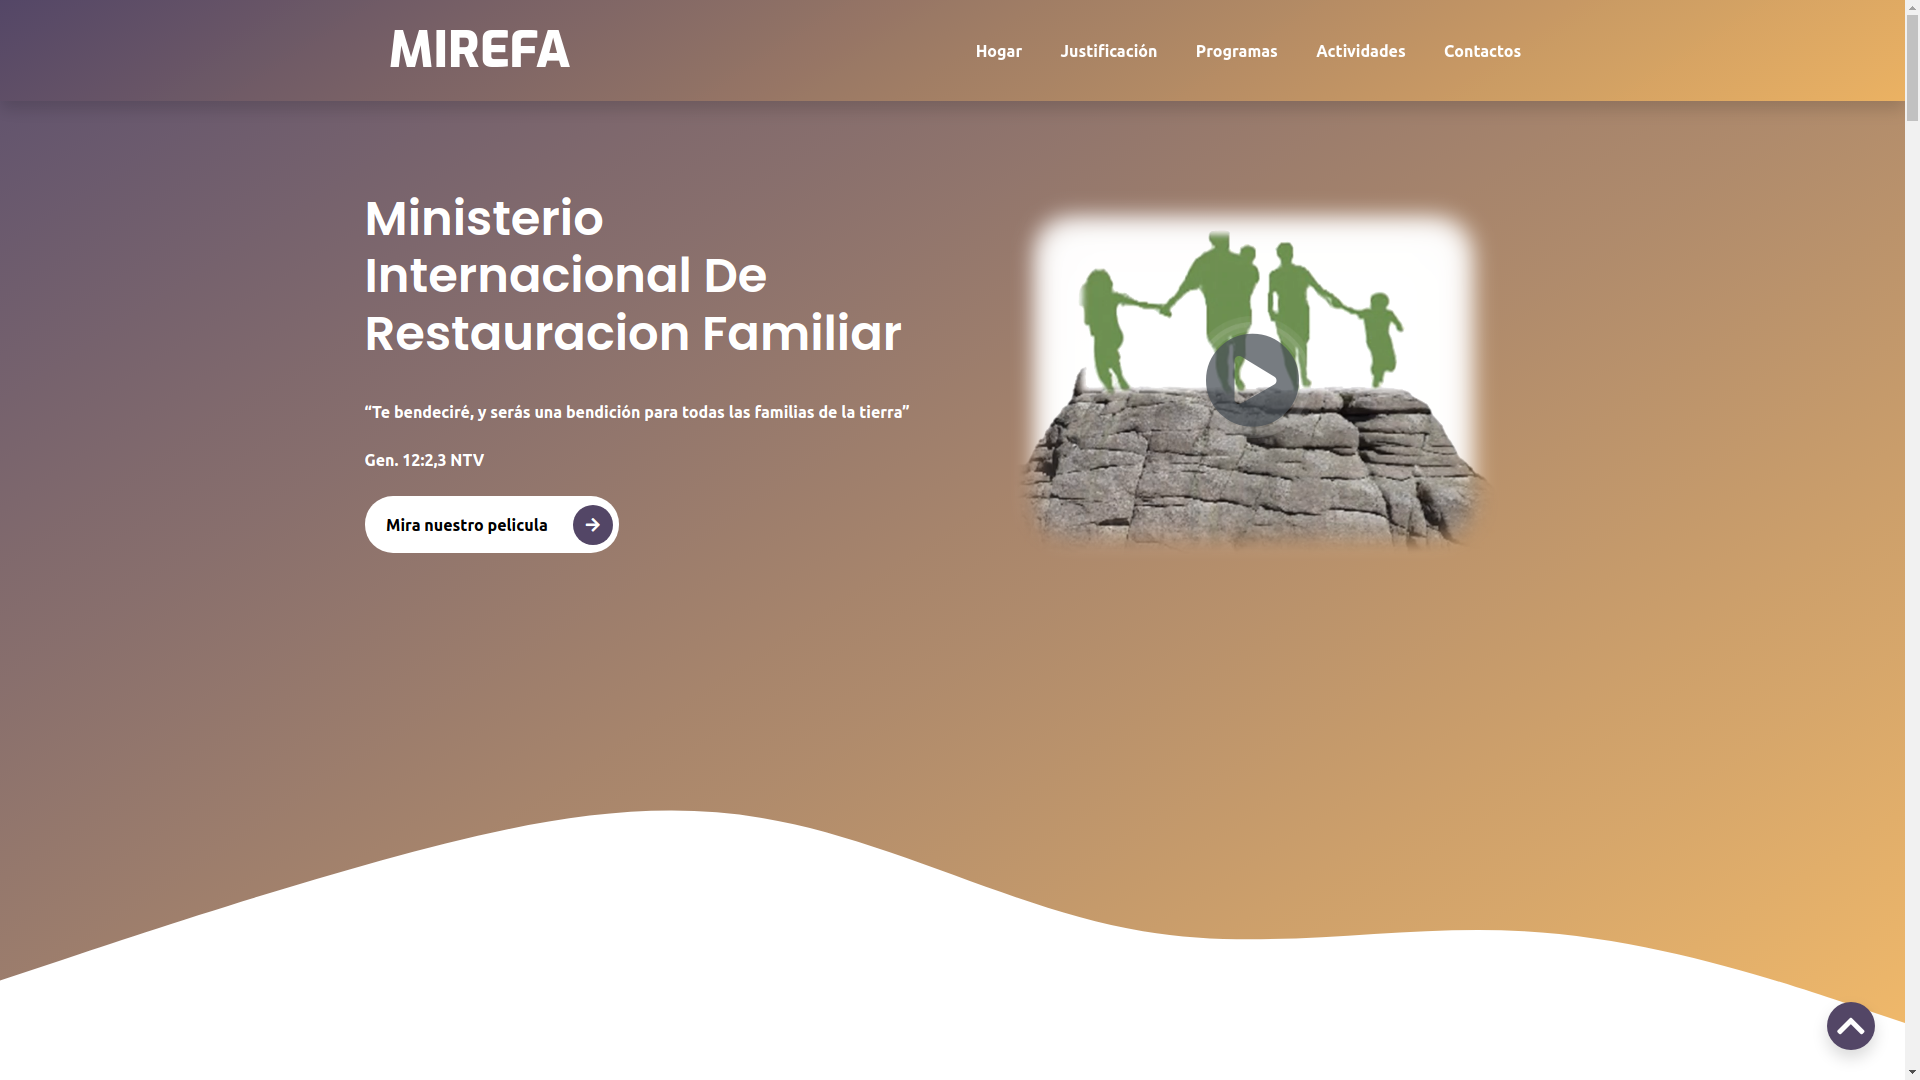 MIREFA
Hogar
Justificación
Programas
Actividades
Contactos
Ministerio
Internacional De
Restauracion Familiar
“Te bendeciré, y serás una bendición para todas las familias de la tierra”
Gen. 12:2,3 NTV
Mira nuestro pelicula